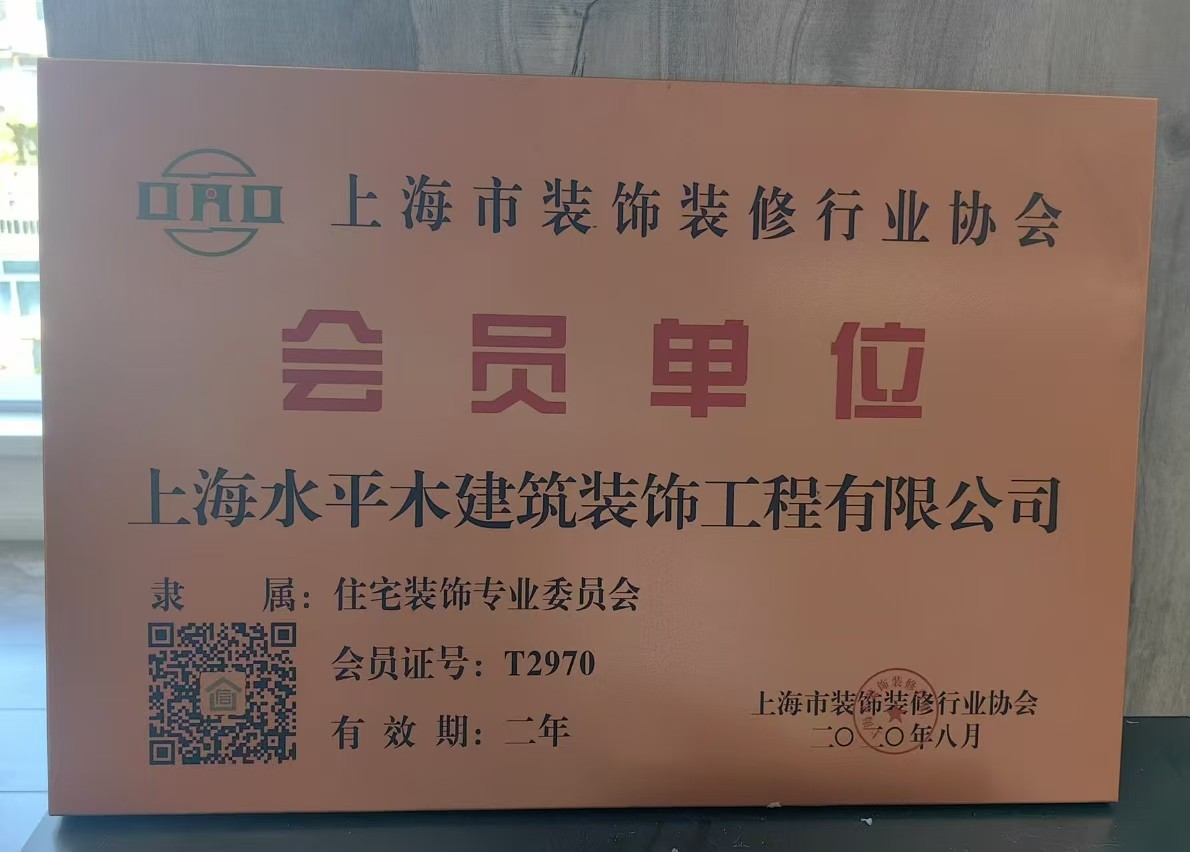 上海市装饰装修行业协会
会员单位
上海水平木建筑装饰工程有限公司
隶 属：住宅装饰专业委员会
会员证号：T2970
有 效 期：二年
信
上海市装饰装修行业协会
二〇二〇年八月